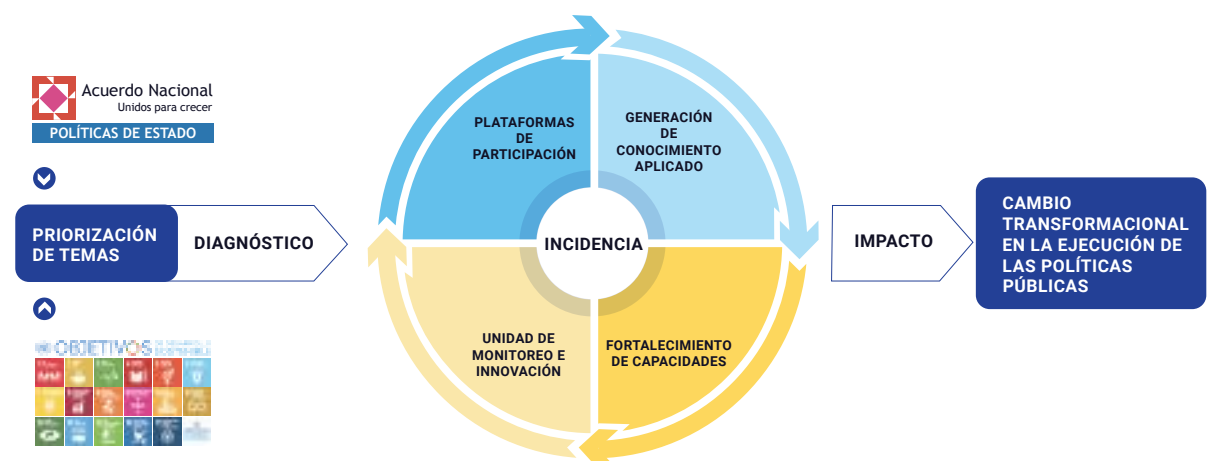 Acuerdo Nacional
Unidos para crecer
POLÍTICAS DE ESTADO
PRIORIZACIÓN
DE TEMAS
DIAGNÓSTICO
OBJETIVOS
PLATAFORMAS
DE
PARTICIPACIÓN
GENERACIÓN
DE
CONOCIMIENTO
APLICADO
INCIDENCIA
UNIDAD DE
MONITOREO E
INNOVACIÓN
FORTALECIMIENTO
DE CAPACIDADES
IMPACTO
CAMBIO
TRANSFORMACIONAL
EN LA EJECUCIÓN DE
LAS POLÍTICAS
PÚBLICAS